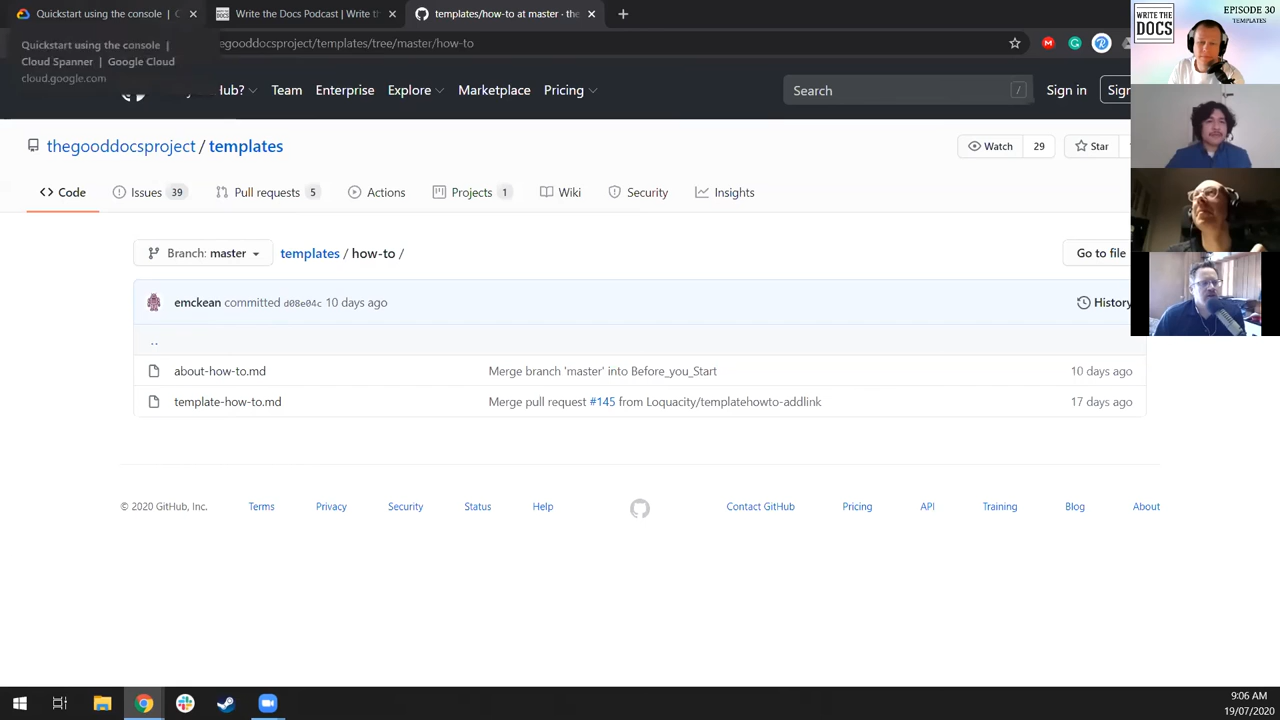 Quickstart using the console | C
Write the Docs Podcast | Write t
templates/how-to at master · the
Quickstart using the console |
Cloud Spanner | Google Cloud
cloud.google.com
egooddocsproject/templates/tree/master/how-to
Hub?
Team
Enterprise
Explore
Marketplace
Pricing
Search
/
Sign in
Sign
WRITE
THE
DOCS
EPISODE 30
TEMPLATES
thegooddocsproject / templates
Watch
29
Star
Code
Issues 39
Pull requests 5
Actions
Projects 1
Wiki
Security
Insights
Branch: master
templates / how-to /
Go to file
emckean committed d08e04c 10 days ago
History
..
about-how-to.md
Merge branch 'master' into Before_you_Start
10 days ago
template-how-to.md
Merge pull request #145 from Loquacity/templatehowto-addlink
17 days ago
© 2020 GitHub, Inc.
Terms
Privacy
Security
Status
Help
Contact GitHub
Pricing
API
Training
Blog
About
9:06 AM
19/07/2020